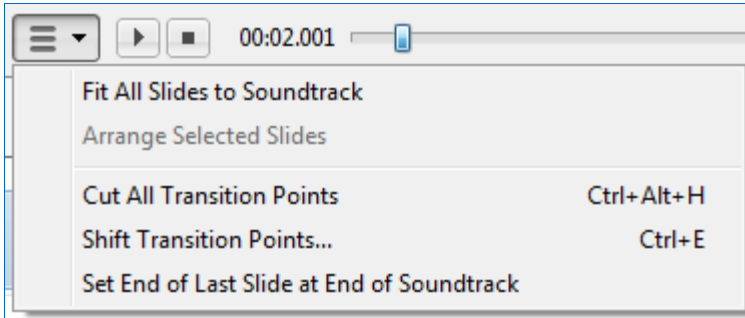 00:02.001
Fit All Slides to Soundtrack
Arrange Selected Slides
Cut All Transition Points Ctrl+Alt+H
Shift Transition Points... Ctrl+E
Set End of Last Slide at End of Soundtrack